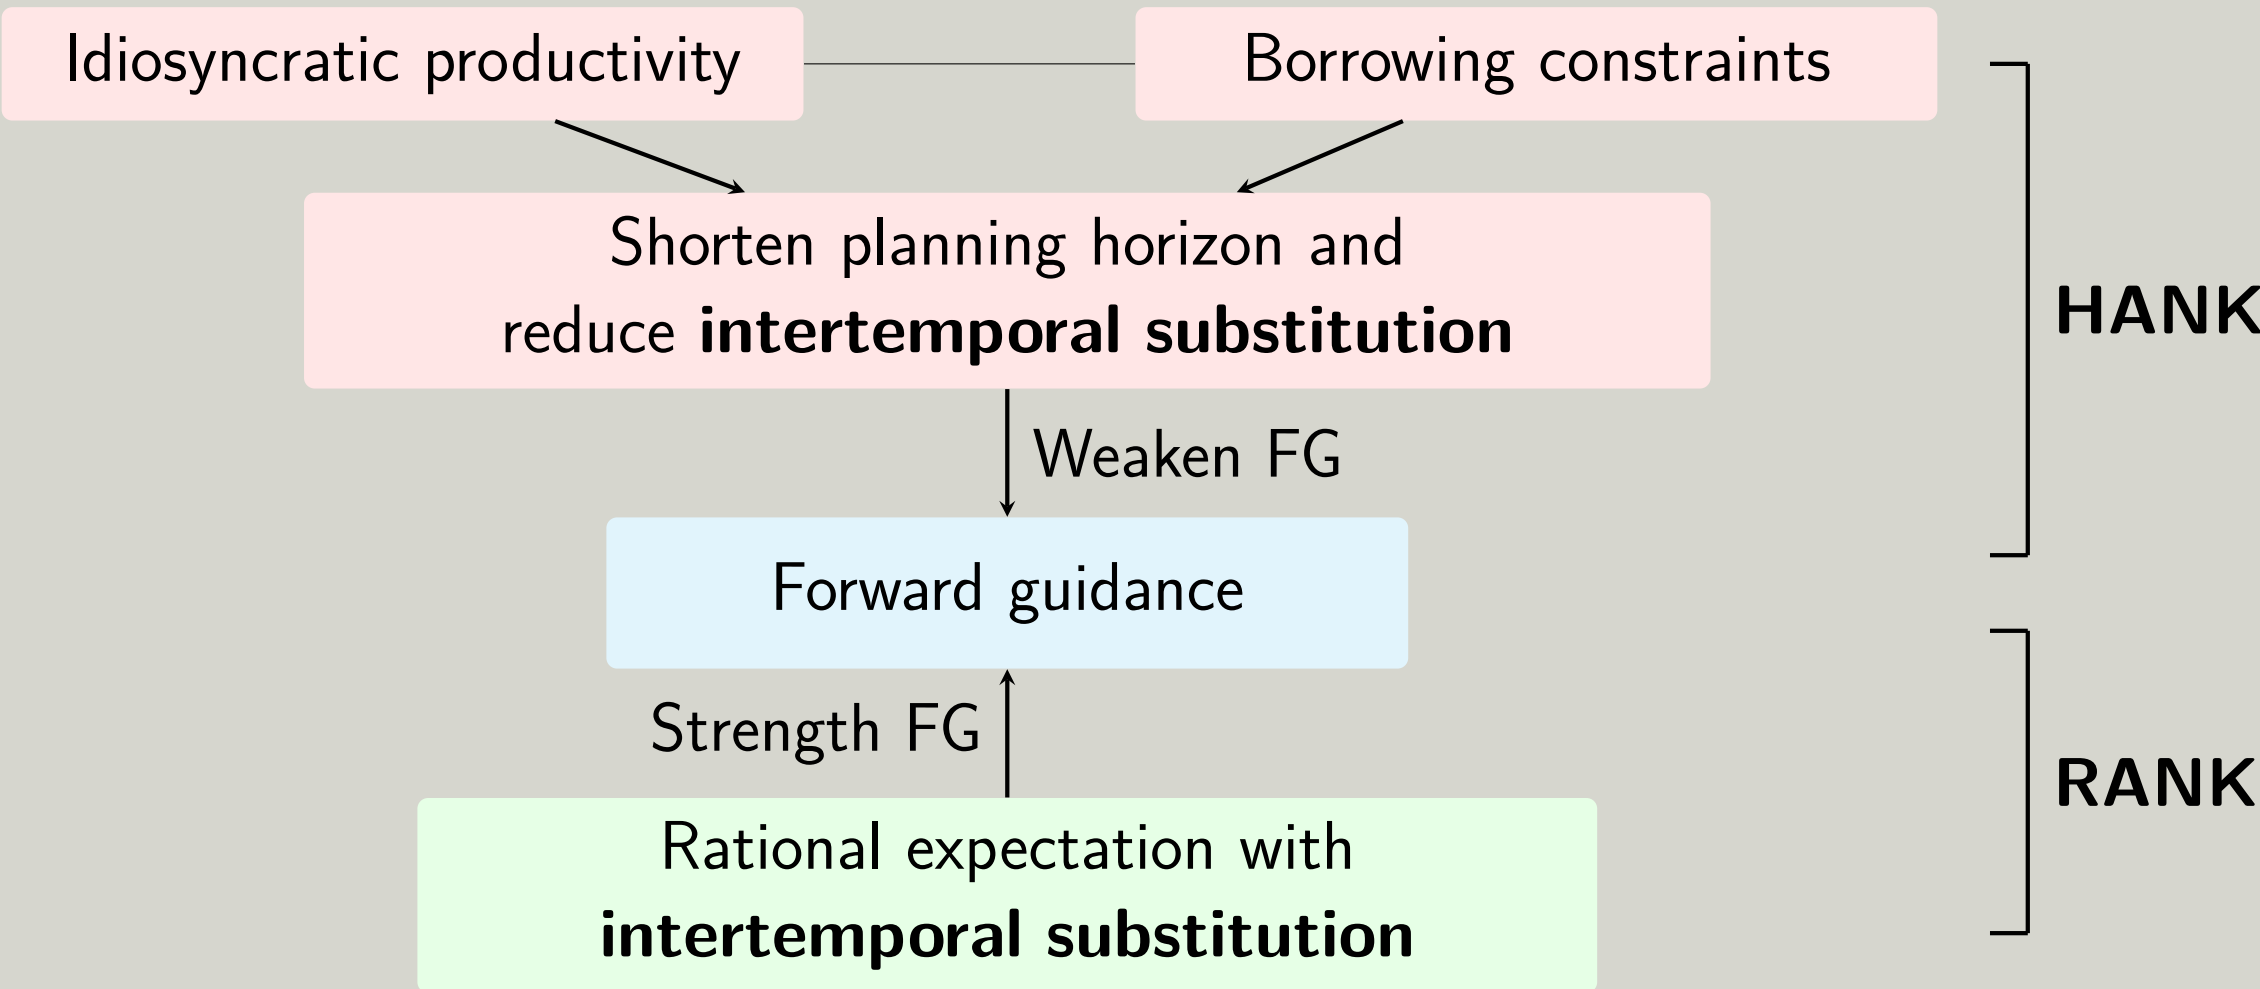 Idiosyncratic productivity
Borrowing constraints
Shorten planning horizon and
reduce intertemporal substitution
HANK
Weaken FG
Forward guidance
Strength FG
RANK
Rational expectation with
intertemporal substitution